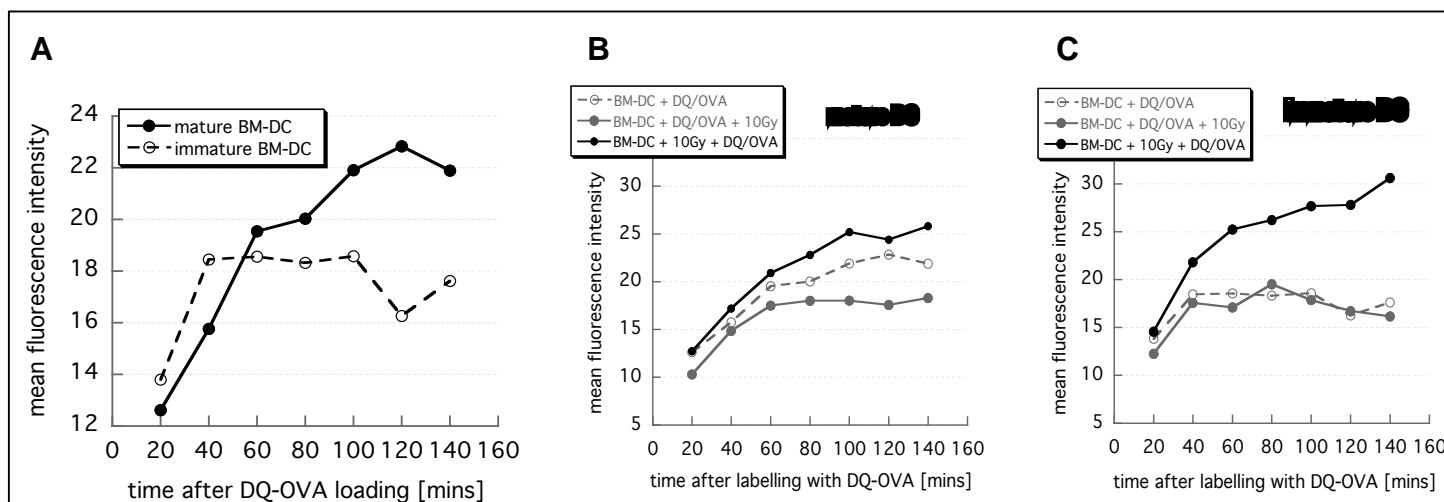 A
mature BM-DC
immature BM-DC
mean fluorescence intensity
24
22
20
18
16
14
12
0 20 40 60 80 100 120 140 160
time after DQ-OVA loading [mins]
B
BM-DC + DQ/OVA
BM-DC + DQ/OVA + 10Gy
BM-DC + 10Gy + DQ/OVA
mean fluorescence intensity
30
25
20
15
10
5
0 20 40 60 80 100 120 140 160
time after labelling with DQ-OVA [mins]
C
BM-DC + DQ/OVA
BM-DC + DQ/OVA + 10Gy
BM-DC + 10Gy + DQ/OVA
mean fluorescence intensity
30
25
20
15
10
5
0 20 40 60 80 100 120 140 160
time after labelling with DQ-OVA [mins]